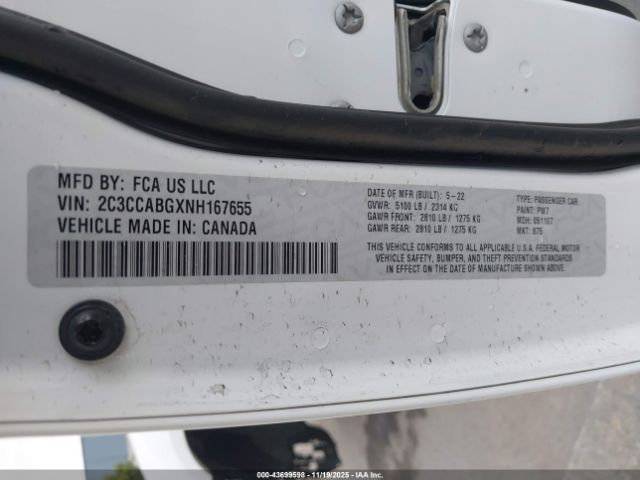 MFD BY: FCA US LLC
VIN: 2C3CCABGXNH167655
VEHICLE MADE IN: CANADA
DATE OF MFR (BUILT): 5-22
GVWR: 5100 LB / 2314 KG
GAWR FRONT: 2810 LB / 1275 KG
GAWR REAR: 2810 LB / 1275 KG
TYPE: PASSENGER CAR
PAINT: PW7
MDH: 051107
MKT: 875
THIS VEHICLE CONFORMS TO ALL APPLICABLE U.S.A. FEDERAL MOTOR
VEHICLE SAFETY, BUMPER, AND THEFT PREVENTION STANDARDS
IN EFFECT ON THE DATE OF MANUFACTURE SHOWN ABOVE.
000-43699598 - 11/19/2025 - IAAI.COM